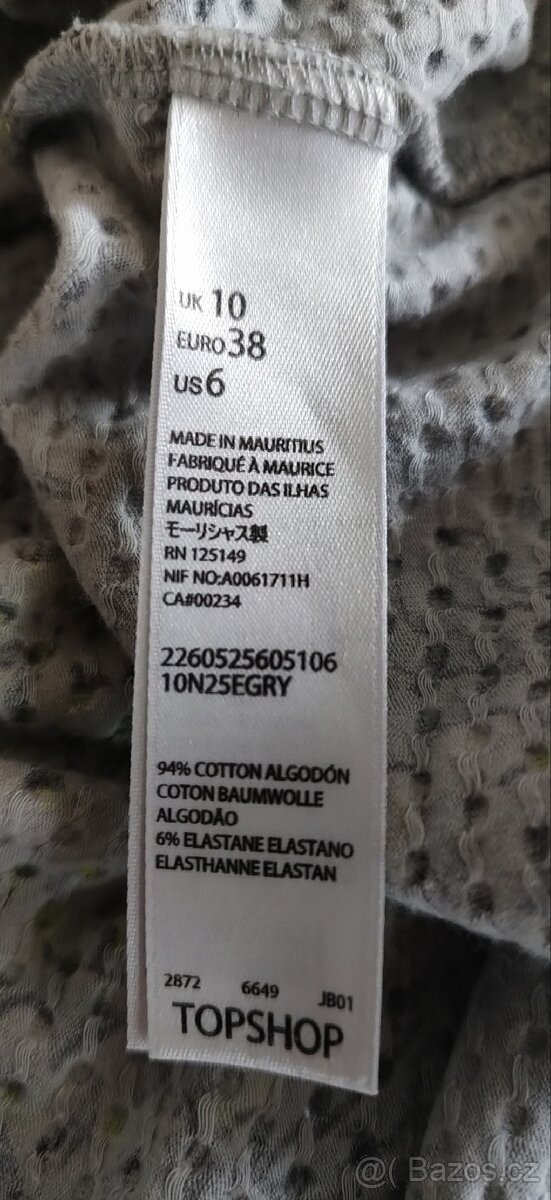 UK 10
EURO 38
US 6
MADE IN MAURITIUS
FABRIQUÉ À MAURICE
PRODUTO DAS ILHAS
MAURÍCIAS
モーリシャス製
RN 125149
NIF NO:A0061711H
CA#00234
2260525605106
10N25EGRY
94% COTTON ALGODÓN
COTON BAUMWOLLE
ALGODÃO
6% ELASTANE ELASTANO
ELASTHANNE ELASTAN
2872 6649 JB01
TOPSHOP
@( Bazos.cz